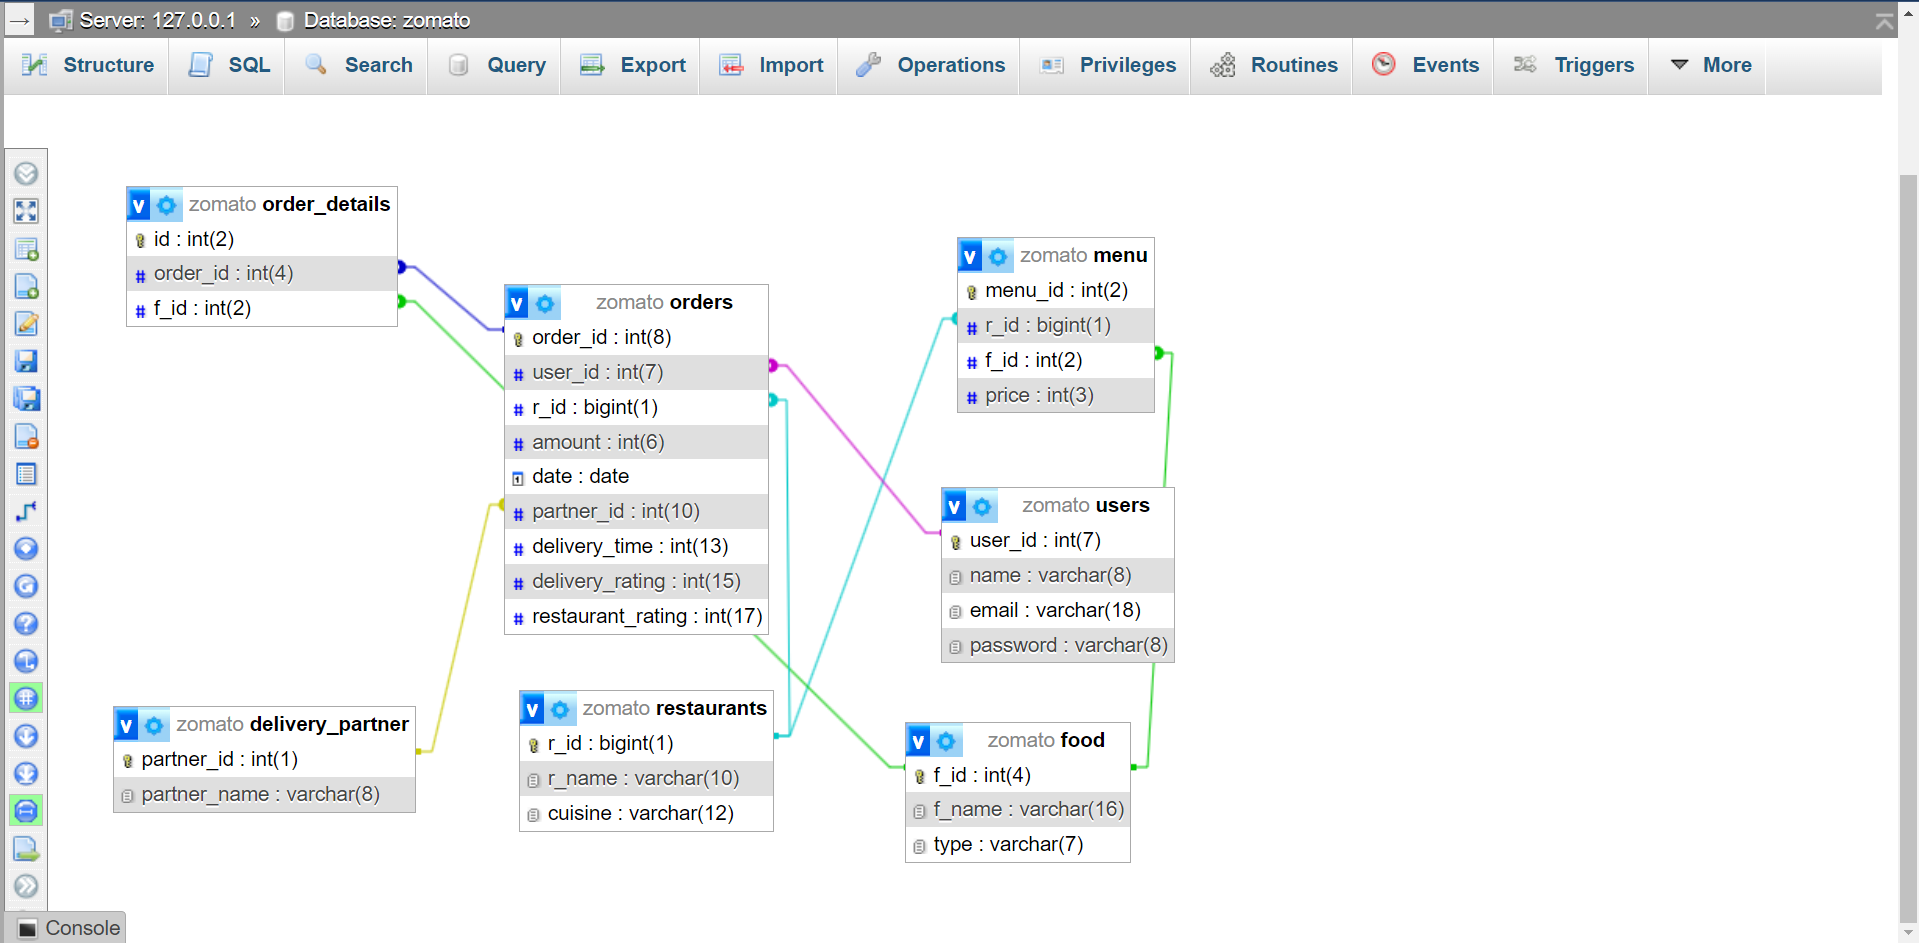 Server: 127.0.0.1 » Database: zomato
Structure SQL Search Query Export Import Operations Privileges Routines Events Triggers More
v zomato order_details
id : int(2)
# order_id : int(4)
# f_id : int(2)
v zomato orders
order_id : int(8)
# user_id : int(7)
# r_id : bigint(1)
# amount : int(6)
date : date
# partner_id : int(10)
# delivery_time : int(13)
# delivery_rating : int(15)
# restaurant_rating : int(17)
v zomato menu
menu_id : int(2)
# r_id : bigint(1)
# f_id : int(2)
# price : int(3)
v zomato users
user_id : int(7)
name : varchar(8)
email : varchar(18)
password : varchar(8)
v zomato delivery_partner
partner_id : int(1)
partner_name : varchar(8)
v zomato restaurants
r_id : bigint(1)
r_name : varchar(10)
cuisine : varchar(12)
v zomato food
f_id : int(4)
f_name : varchar(16)
type : varchar(7)
Console